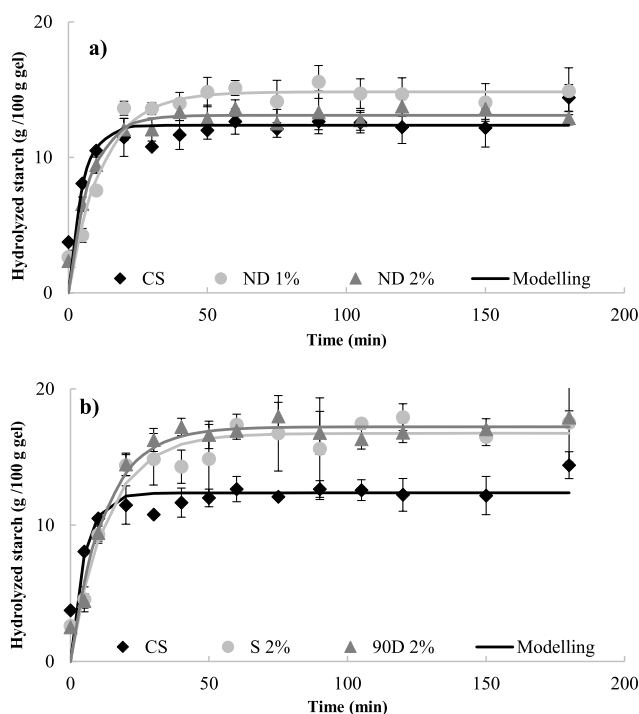 a)
Hydrolyzed starch (g /100 g gel)
20
10
0
CS ND 1% ND 2% Modelling
0 50 100 150 200
Time (min)
b)
Hydrolyzed starch (g /100 g gel)
20
10
0
CS S 2% 90D 2% Modelling
0 50 100 150 200
Time (min)